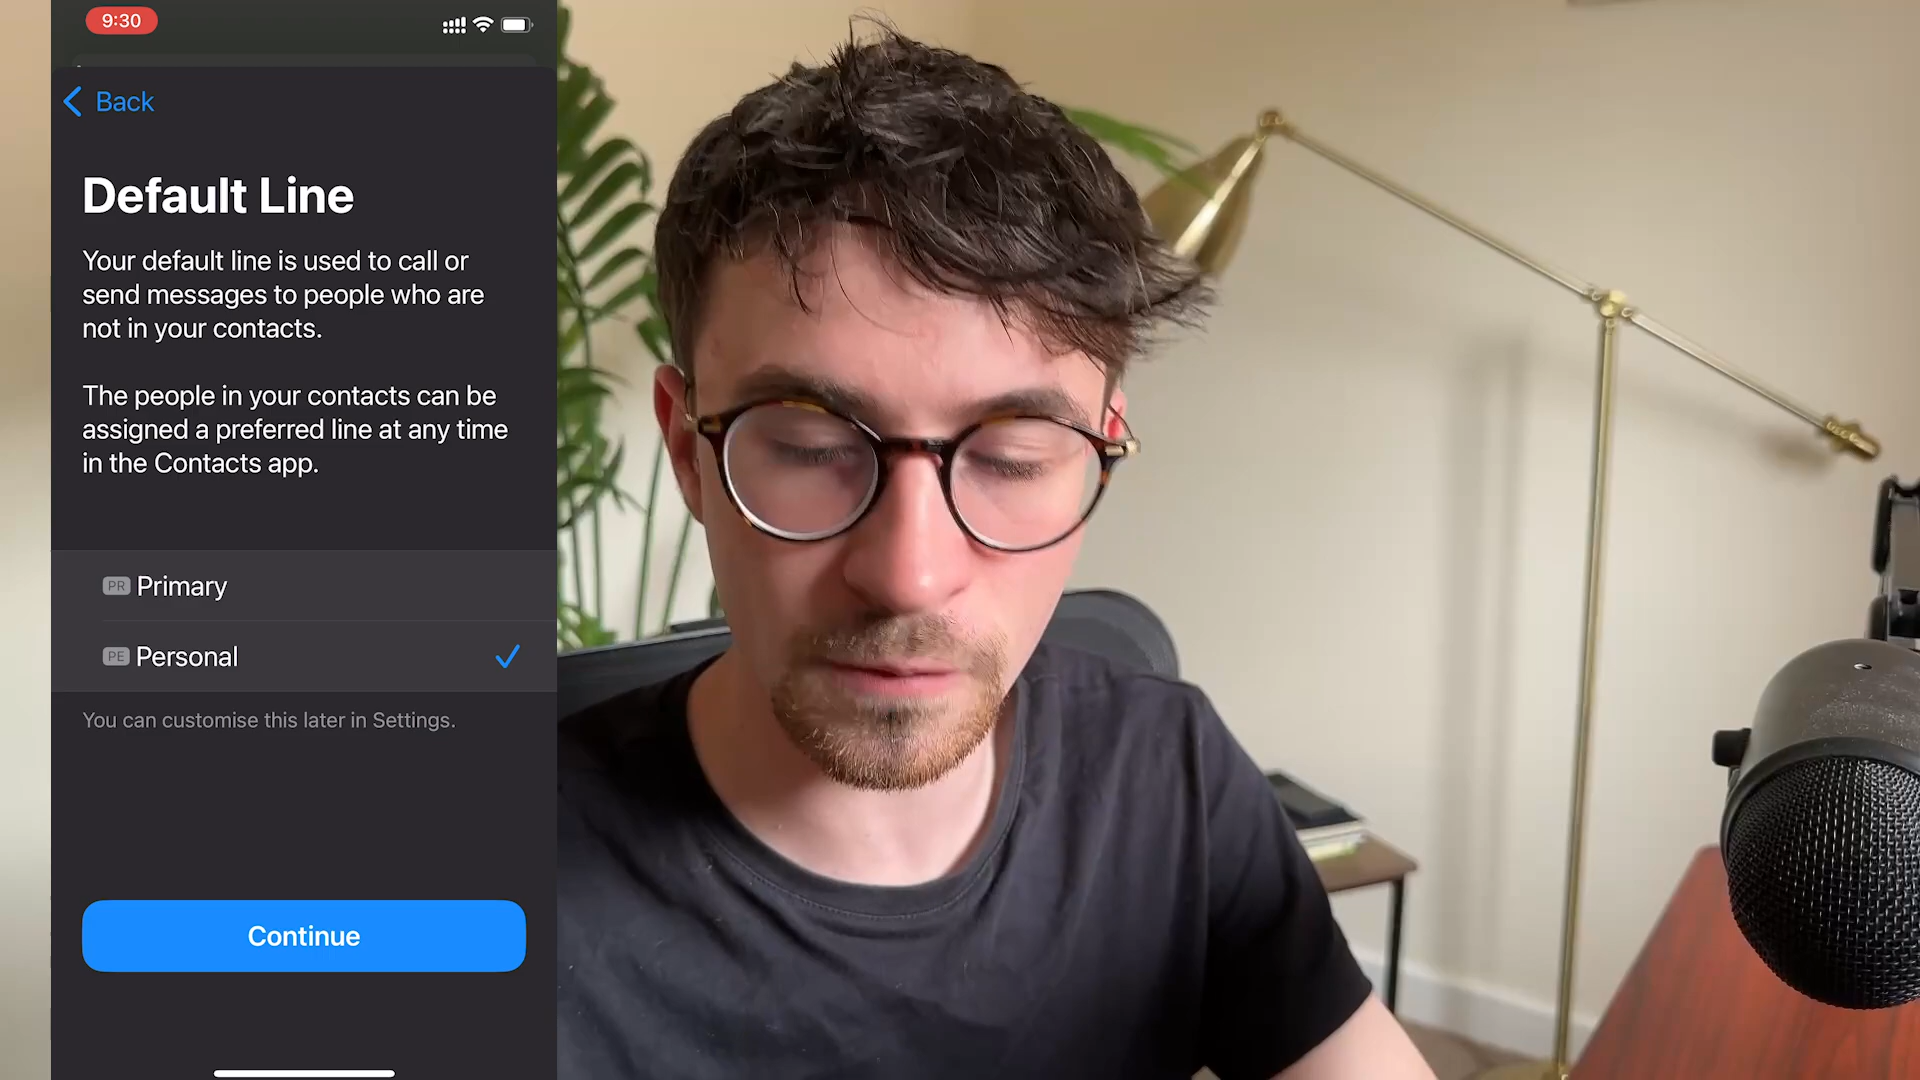 9:30
Back
Default Line
Your default line is used to call or
send messages to people who are
not in your contacts.
The people in your contacts can be
assigned a preferred line at any time
in the Contacts app.
PR Primary
PE Personal
You can customise this later in Settings.
Continue